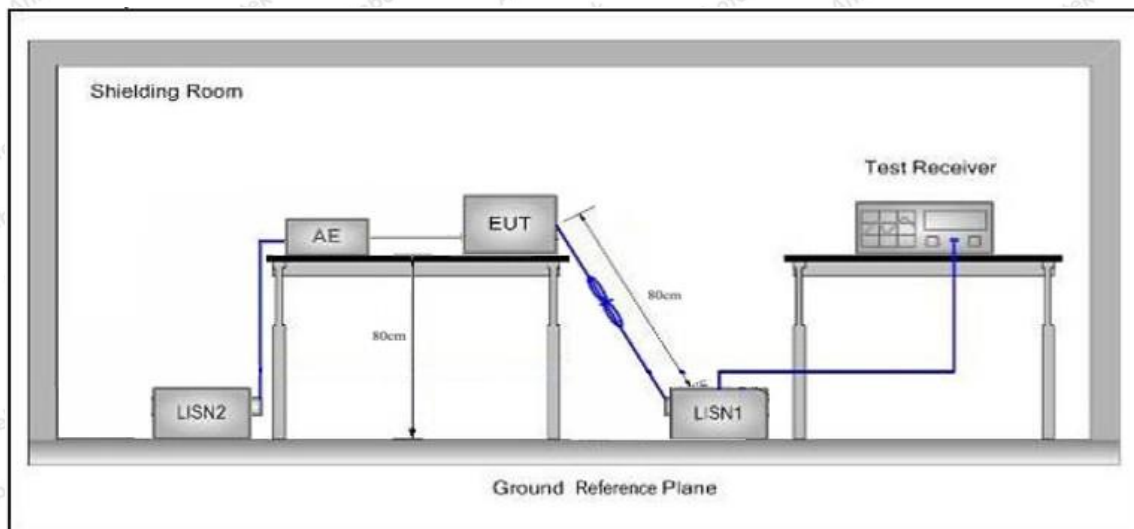 Shielding Room
Test Receiver
EUT
AE
80cm
80cm
LISN2
LISN1
Ground Reference Plane